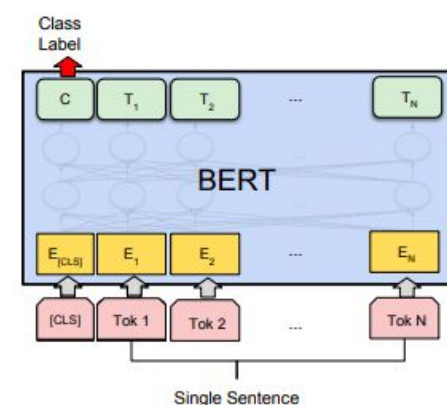 Class
Label
C T1 T2 ... TN
BERT
E[CLS] E1 E2 ... EN
[CLS] Tok 1 Tok 2 ... Tok N
Single Sentence